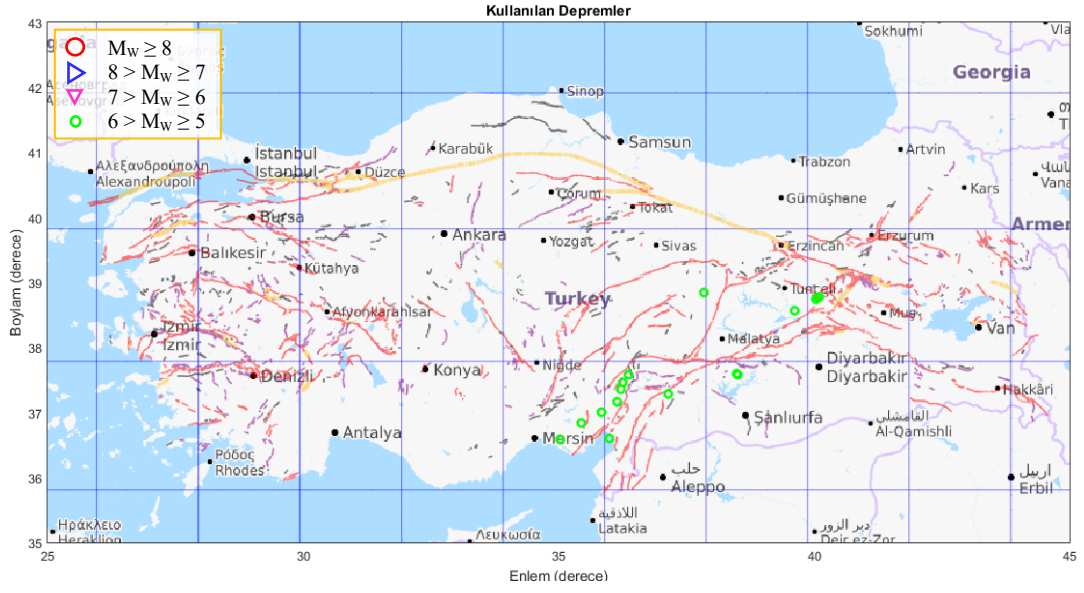 Kullanılan Depremler
Boylam (derece)
Enlem (derece)
43
42
41
40
39
38
37
36
35
25
30
35
40
45
M_W ≥ 8
8 > M_W ≥ 7
7 > M_W ≥ 6
6 > M_W ≥ 5
Sokhumi
Georgia
Sinop
Samsun
Karabük
Trabzon
Artvin
İstanbul
İstanbul
Αλεξανδρούπολη
Alexandroupoli
Düzce
Kars
Çorum
Tokat
Gümüşhane
Bursa
Ankara
Yozgat
Sivas
Erzincan
Erzurum
Balıkesir
Kütahya
Turkey
Tunceli
Afyonkarahisar
Muş
İzmir
İzmir
Van
Malatya
Niğde
Diyarbakır
Diyarbakır
Denizli
Konya
Hakkâri
Şanlıurfa
القامشلي
Al-Qamishli
Antalya
Mersin
Ρόδος
Rhodes
حلب
Aleppo
اربيل
Erbil
اللاذقية
Latakia
Ηράκλειο
Heraklion
Λευκωσία
دير الزور
Deir ez-Zor